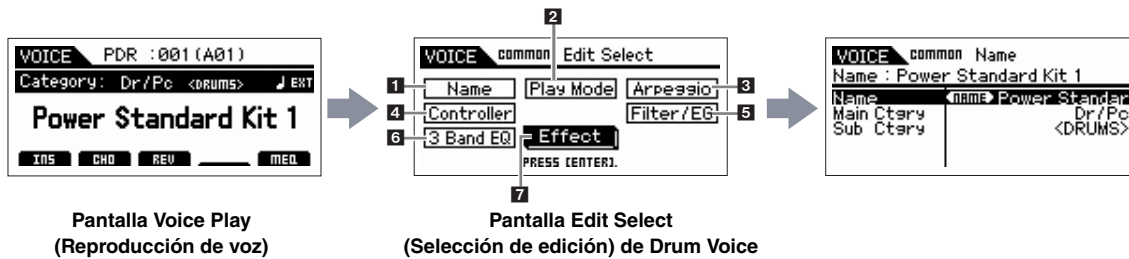 2
VOICE PDR :001(A01)
Category: Dr/Pc <DRUMS> EXT
Power Standard Kit 1
INS CHO REV MEQ
VOICE common Edit Select
1 Name Play Mode Arpeggio 3
4 Controller Filter/EG 5
6 3 Band EQ Effect
PRESS [ENTER].
7
VOICE common Name
Name : Power Standard Kit 1
Name NAME Power Standar
Main Ctgry Dr/Pc
Sub Ctgry <DRUMS>
Pantalla Voice Play
(Reproducción de voz)
Pantalla Edit Select
(Selección de edición) de Drum Voice